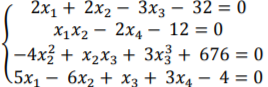 2x₁ + 2x₂ − 3x₃ − 32 = 0
x₁x₂ − 2x₄ − 12 = 0
−4x₂² + x₂x₃ + 3x₃³ + 676 = 0
5x₁ − 6x₂ + x₃ + 3x₄ − 4 = 0